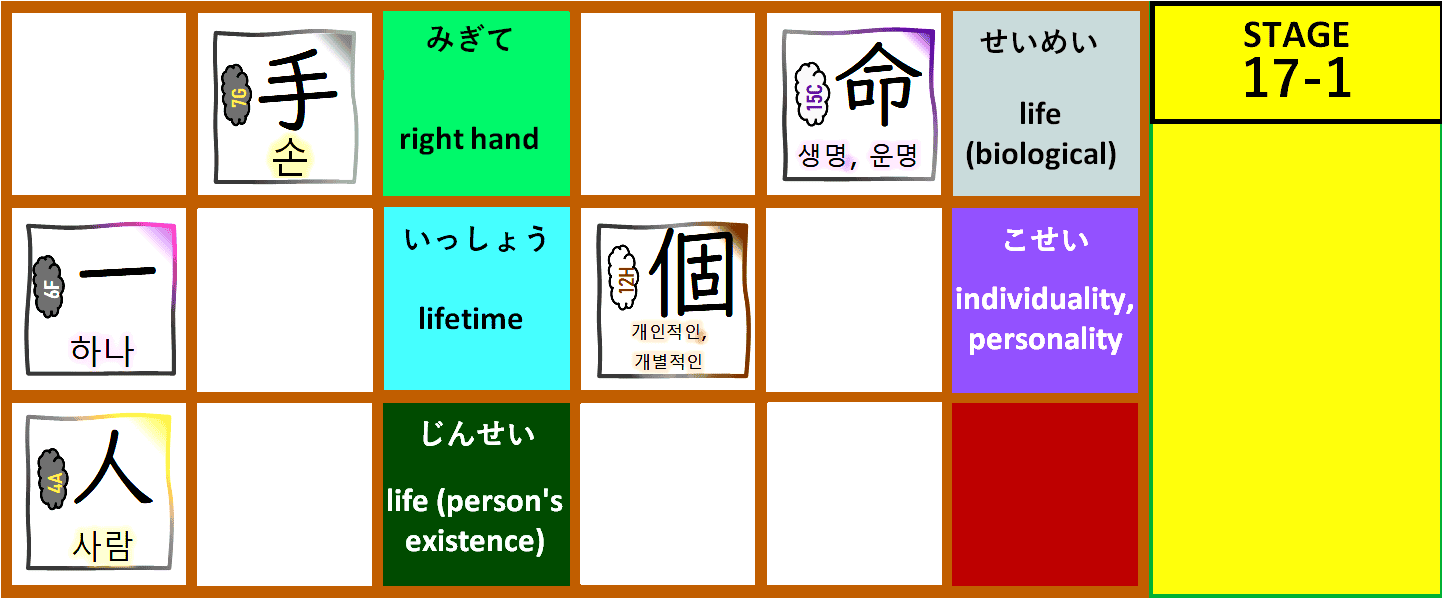 7G
手
손
みぎて
right hand
15C
命
생명, 운명
せいめい
life
(biological)
STAGE
17-1
6F
一
하나
いっしょう
lifetime
12H
個
개인적인,
개별적인
こせい
individuality,
personality
4A
人
사람
じんせい
life (person's
existence)